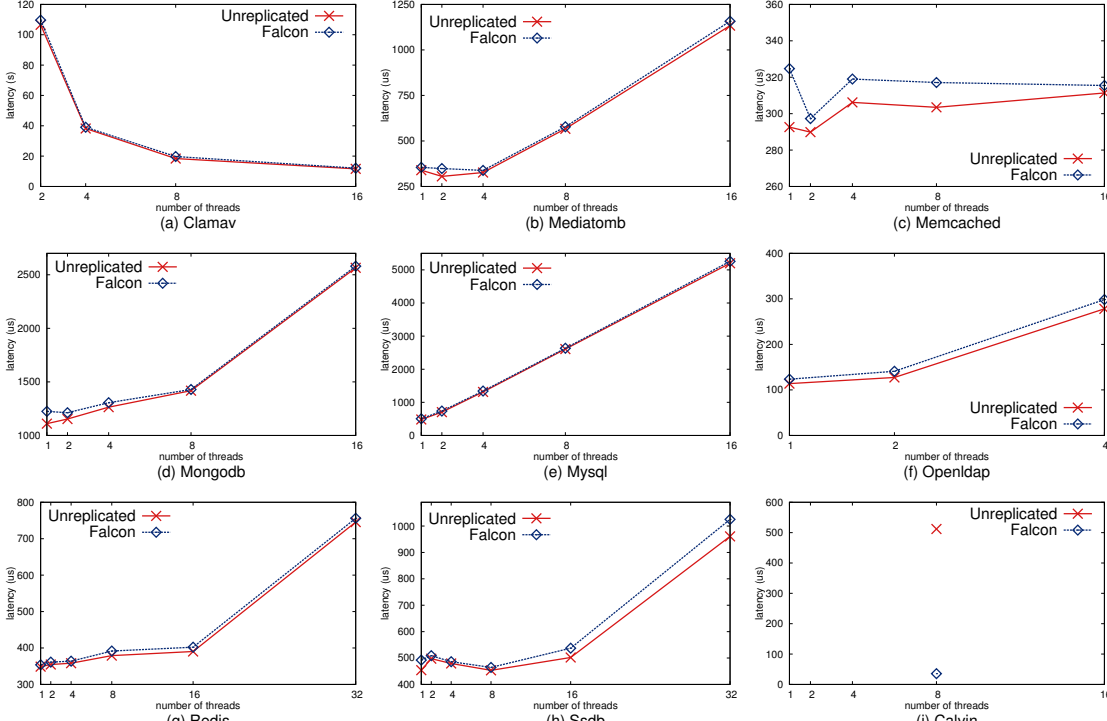 120
100
80
60
40
20
0
latency (s)
Unreplicated
Falcon
2 4 8 16
number of threads
(a) Clamav
1250
1000
750
500
250
latency (us)
Unreplicated
Falcon
1 2 4 8 16
number of threads
(b) Mediatomb
360
340
320
300
280
260
latency (us)
Unreplicated
Falcon
1 2 4 8 16
number of threads
(c) Memcached
2500
2000
1500
1000
latency (us)
Unreplicated
Falcon
1 2 4 8 16
number of threads
(d) Mongodb
5000
4000
3000
2000
1000
0
latency (us)
Unreplicated
Falcon
1 2 4 8 16
number of threads
(e) Mysql
400
300
200
100
0
latency (us)
Unreplicated
Falcon
1 2 4
number of threads
(f) Openldap
800
700
600
500
400
300
latency (us)
Unreplicated
Falcon
1 2 4 8 16 32
number of threads
(g) Redis
1000
900
800
700
600
500
400
latency (us)
Unreplicated
Falcon
1 2 4 8 16 32
number of threads
(h) Ssdb
600
500
400
300
200
100
0
latency (us)
Unreplicated
Falcon
1 2 4 8 16
number of threads
(i) Calvin